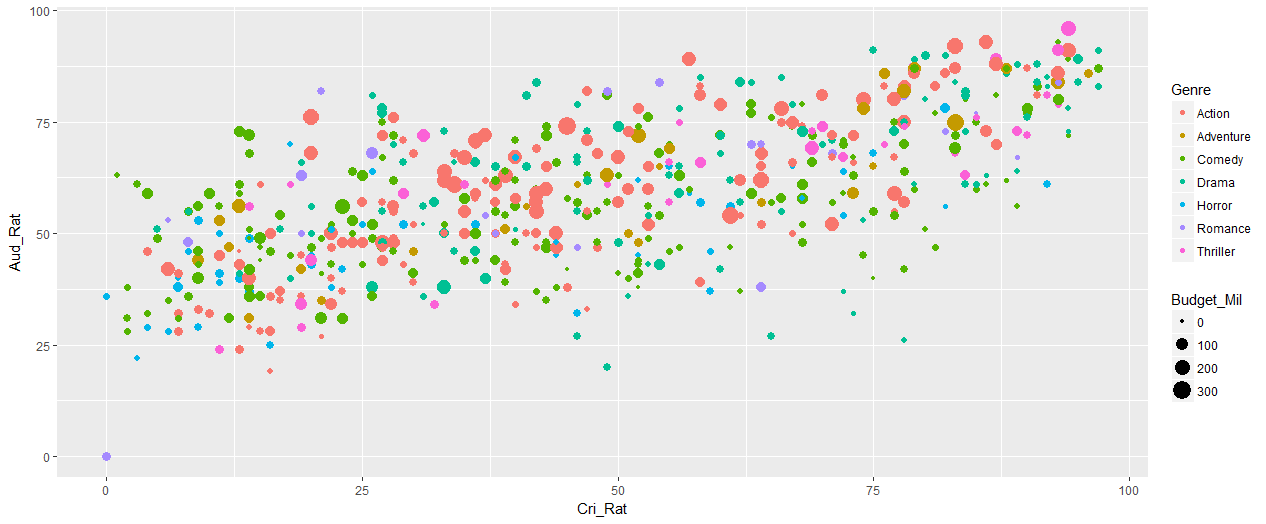 100
75
50
25
0
Aud_Rat
0 25 50 75 100
Cri_Rat
Genre
Action
Adventure
Comedy
Drama
Horror
Romance
Thriller
Budget_Mil
0
100
200
300